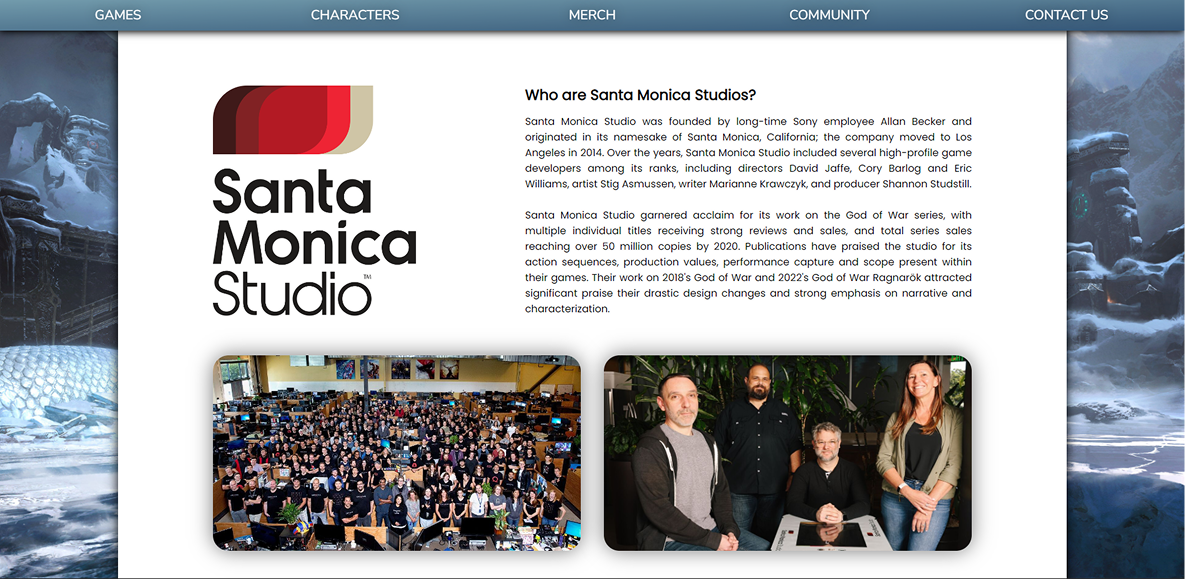 GAMES CHARACTERS MERCH COMMUNITY CONTACT US
Santa
Monica
Studio™
Who are Santa Monica Studios?
Santa Monica Studio was founded by long-time Sony employee Allan Becker and
originated in its namesake of Santa Monica, California; the company moved to Los
Angeles in 2014. Over the years, Santa Monica Studio included several high-profile game
developers among its ranks, including directors David Jaffe, Cory Barlog and Eric
Williams, artist Stig Asmussen, writer Marianne Krawczyk, and producer Shannon Studstill.
Santa Monica Studio garnered acclaim for its work on the God of War series, with
multiple individual titles receiving strong reviews and sales, and total series sales
reaching over 50 million copies by 2020. Publications have praised the studio for its
action sequences, production values, performance capture and scope present within
their games. Their work on 2018's God of War and 2022's God of War Ragnarök attracted
significant praise their drastic design changes and strong emphasis on narrative and
characterization.